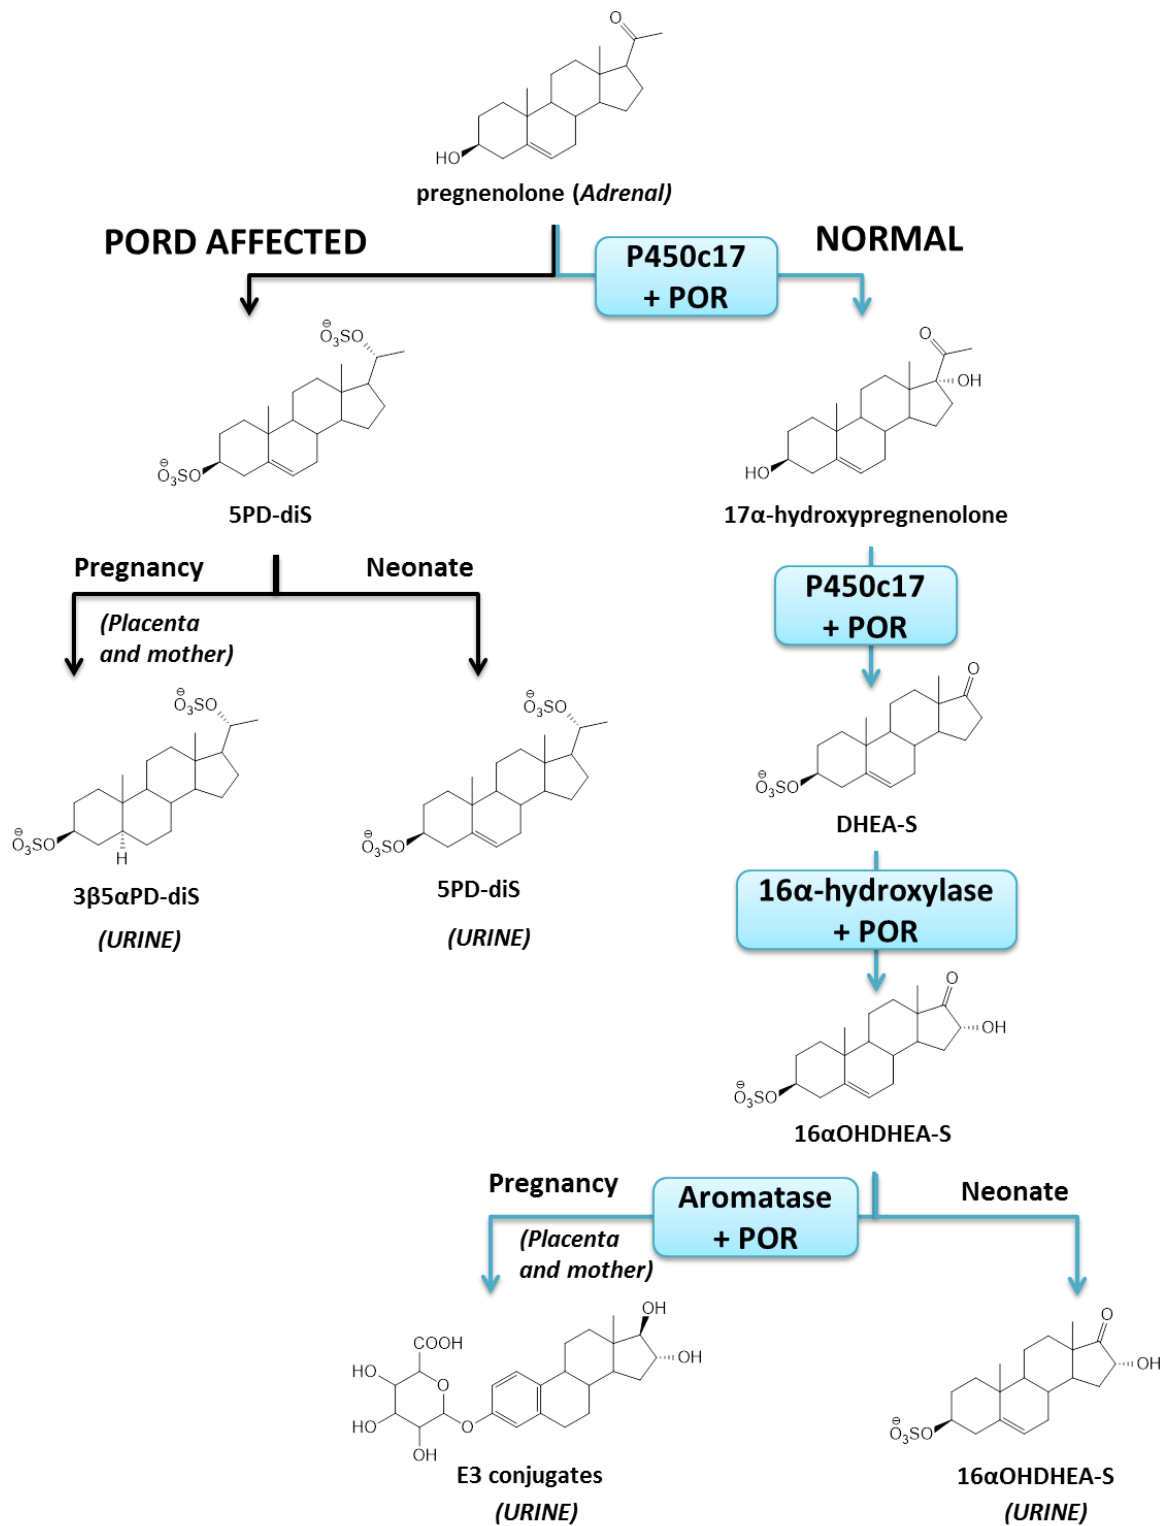 O
HO
pregnenolone (Adrenal)
PORD AFFECTED
NORMAL
P450c17
+ POR
⊖
O₃SO
⊖
O₃SO
5PD-diS
O
OH
HO
17α-hydroxypregnenolone
Pregnancy
Neonate
(Placenta
and mother)
P450c17
+ POR
⊖
O₃SO
⊖
O₃SO
H
3β5αPD-diS
(URINE)
⊖
O₃SO
⊖
O₃SO
5PD-diS
(URINE)
O
⊖
O₃SO
DHEA-S
16α-hydroxylase
+ POR
O
OH
⊖
O₃SO
16αOHDHEA-S
Pregnancy
Aromatase
+ POR
Neonate
(Placenta
and mother)
OH
OH
COOH
HO
O
HO
O
OH
E3 conjugates
(URINE)
O
OH
⊖
O₃SO
16αOHDHEA-S
(URINE)